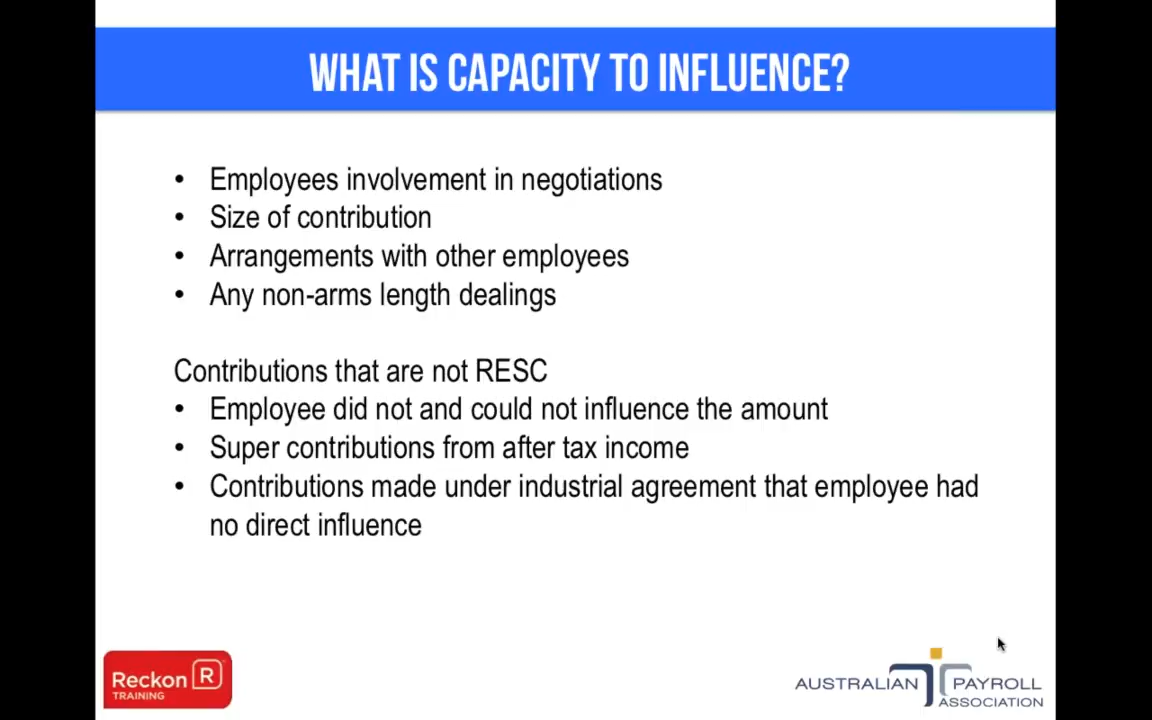 WHAT IS CAPACITY TO INFLUENCE?
• Employees involvement in negotiations
• Size of contribution
• Arrangements with other employees
• Any non-arms length dealings
Contributions that are not RESC
• Employee did not and could not influence the amount
• Super contributions from after tax income
• Contributions made under industrial agreement that employee had
no direct influence
Reckon R
TRAINING
AUSTRALIAN PAYROLL
ASSOCIATION